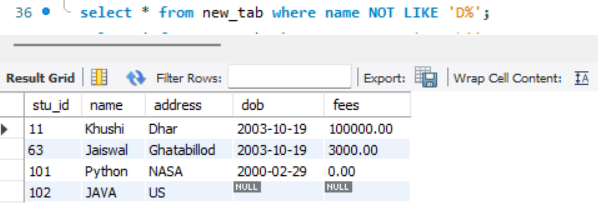 36 select * from new_tab where name NOT LIKE 'D%';
Result Grid Filter Rows: Export: Wrap Cell Content: IA
stu_id name address dob fees
11 Khushi Dhar 2003-10-19 100000.00
63 Jaiswal Ghatabillod 2003-10-19 3000.00
101 Python NASA 2000-02-29 0.00
102 JAVA US NULL NULL